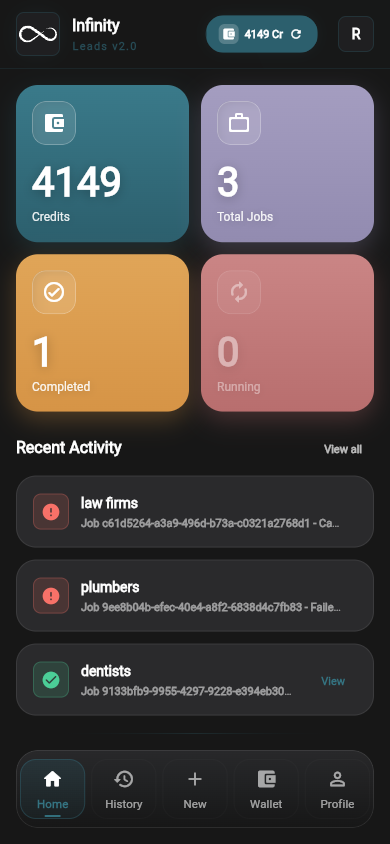 Infinity
Leads v2.0
4149 Cr
R
4149
Credits
3
Total Jobs
1
Completed
0
Running
Recent Activity
View all
law firms
Job c61d5264-a3a9-496d-b73a-c0321a2768d1 - Ca...
plumbers
Job 9ee8b04b-efec-40e4-a8f2-6838d4c7fb83 - Faile...
dentists
Job 9133bfb9-9955-4297-9228-e394eb30...
View
Home
History
New
Wallet
Profile